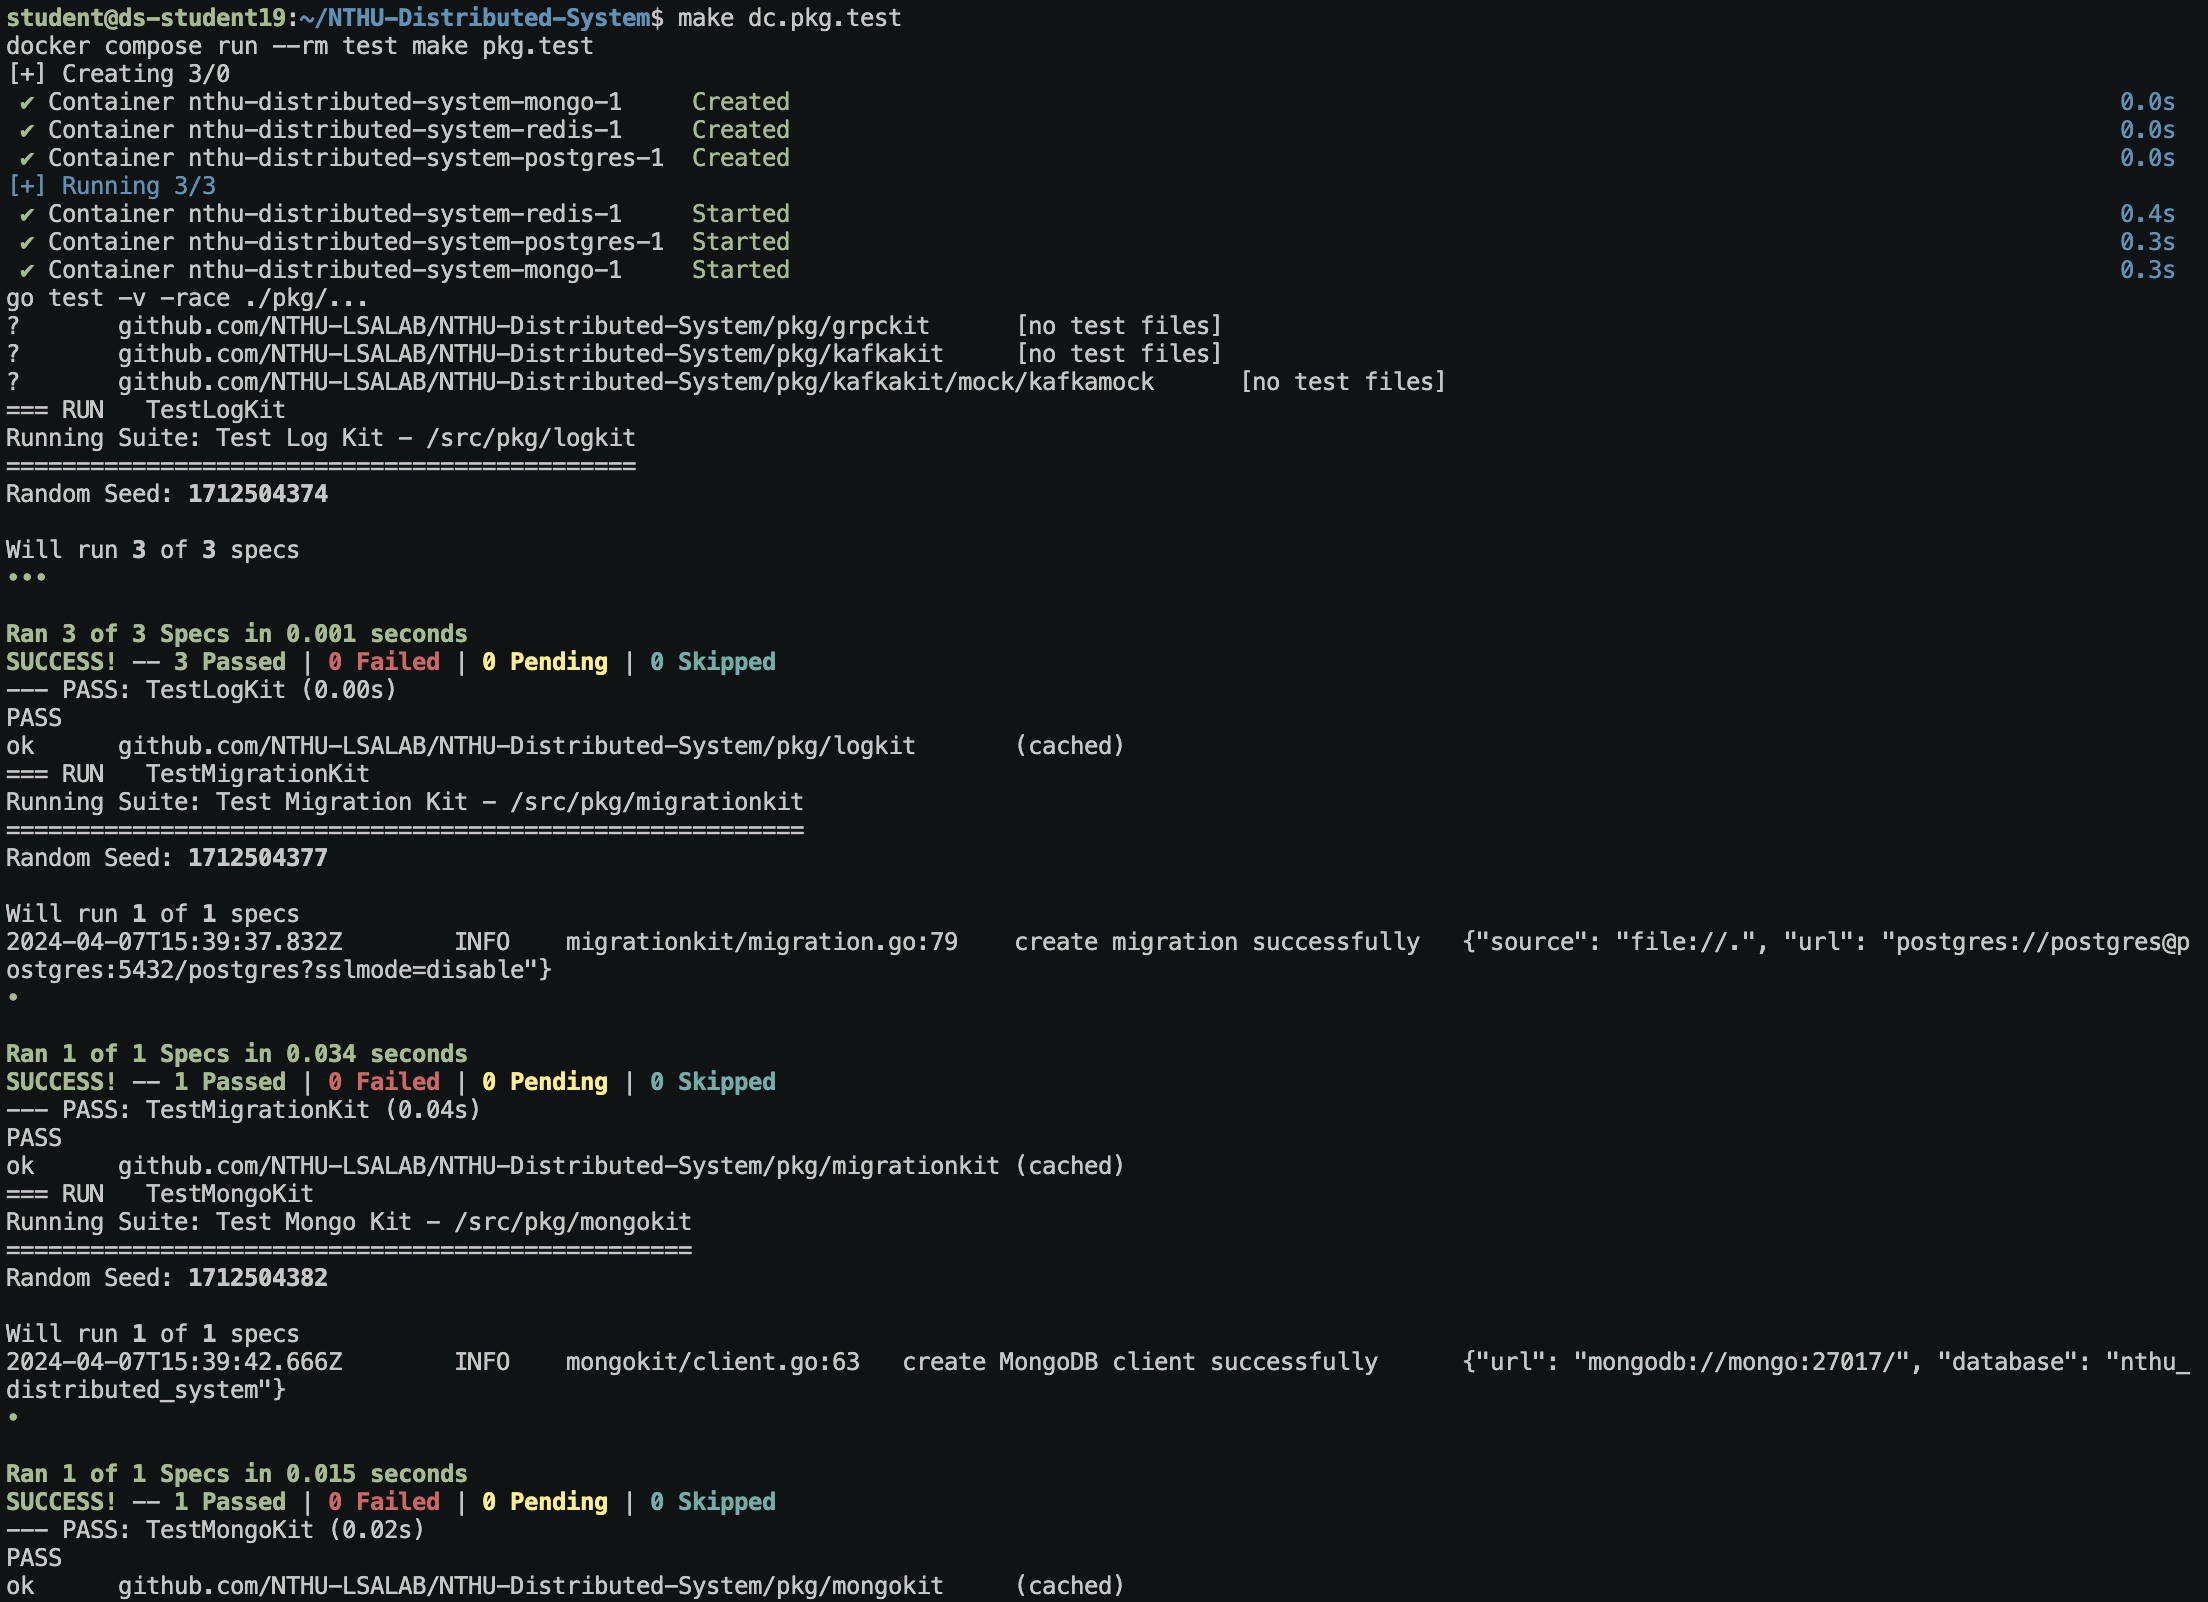 student@ds-student19:~/NTHU-Distributed-System$ make dc.pkg.test
docker compose run --rm test make pkg.test
[+] Creating 3/0
✔ Container nthu-distributed-system-mongo-1     Created     0.0s
✔ Container nthu-distributed-system-redis-1     Created     0.0s
✔ Container nthu-distributed-system-postgres-1  Created     0.0s
[+] Running 3/3
✔ Container nthu-distributed-system-redis-1     Started     0.4s
✔ Container nthu-distributed-system-postgres-1  Started     0.3s
✔ Container nthu-distributed-system-mongo-1     Started     0.3s
go test -v -race ./pkg/...
?       github.com/NTHU-LSALAB/NTHU-Distributed-System/pkg/grpckit      [no test files]
?       github.com/NTHU-LSALAB/NTHU-Distributed-System/pkg/kafkakit     [no test files]
?       github.com/NTHU-LSALAB/NTHU-Distributed-System/pkg/kafkakit/mock/kafkamock      [no test files]
=== RUN   TestLogKit
Running Suite: Test Log Kit - /src/pkg/logkit
=============================================
Random Seed: 1712504374
Will run 3 of 3 specs
•••
Ran 3 of 3 Specs in 0.001 seconds
SUCCESS! -- 3 Passed | 0 Failed | 0 Pending | 0 Skipped
--- PASS: TestLogKit (0.00s)
PASS
ok      github.com/NTHU-LSALAB/NTHU-Distributed-System/pkg/logkit       (cached)
=== RUN   TestMigrationKit
Running Suite: Test Migration Kit - /src/pkg/migrationkit
=========================================================
Random Seed: 1712504377
Will run 1 of 1 specs
2024-04-07T15:39:37.832Z        INFO    migrationkit/migration.go:79    create migration successfully   {"source": "file://.", "url": "postgres://postgres@p
ostgres:5432/postgres?sslmode=disable"}
•
Ran 1 of 1 Specs in 0.034 seconds
SUCCESS! -- 1 Passed | 0 Failed | 0 Pending | 0 Skipped
--- PASS: TestMigrationKit (0.04s)
PASS
ok      github.com/NTHU-LSALAB/NTHU-Distributed-System/pkg/migrationkit (cached)
=== RUN   TestMongoKit
Running Suite: Test Mongo Kit - /src/pkg/mongokit
=================================================
Random Seed: 1712504382
Will run 1 of 1 specs
2024-04-07T15:39:42.666Z        INFO    mongokit/client.go:63   create MongoDB client successfully      {"url": "mongodb://mongo:27017/", "database": "nthu_
distributed_system"}
•
Ran 1 of 1 Specs in 0.015 seconds
SUCCESS! -- 1 Passed | 0 Failed | 0 Pending | 0 Skipped
--- PASS: TestMongoKit (0.02s)
PASS
ok      github.com/NTHU-LSALAB/NTHU-Distributed-System/pkg/mongokit     (cached)